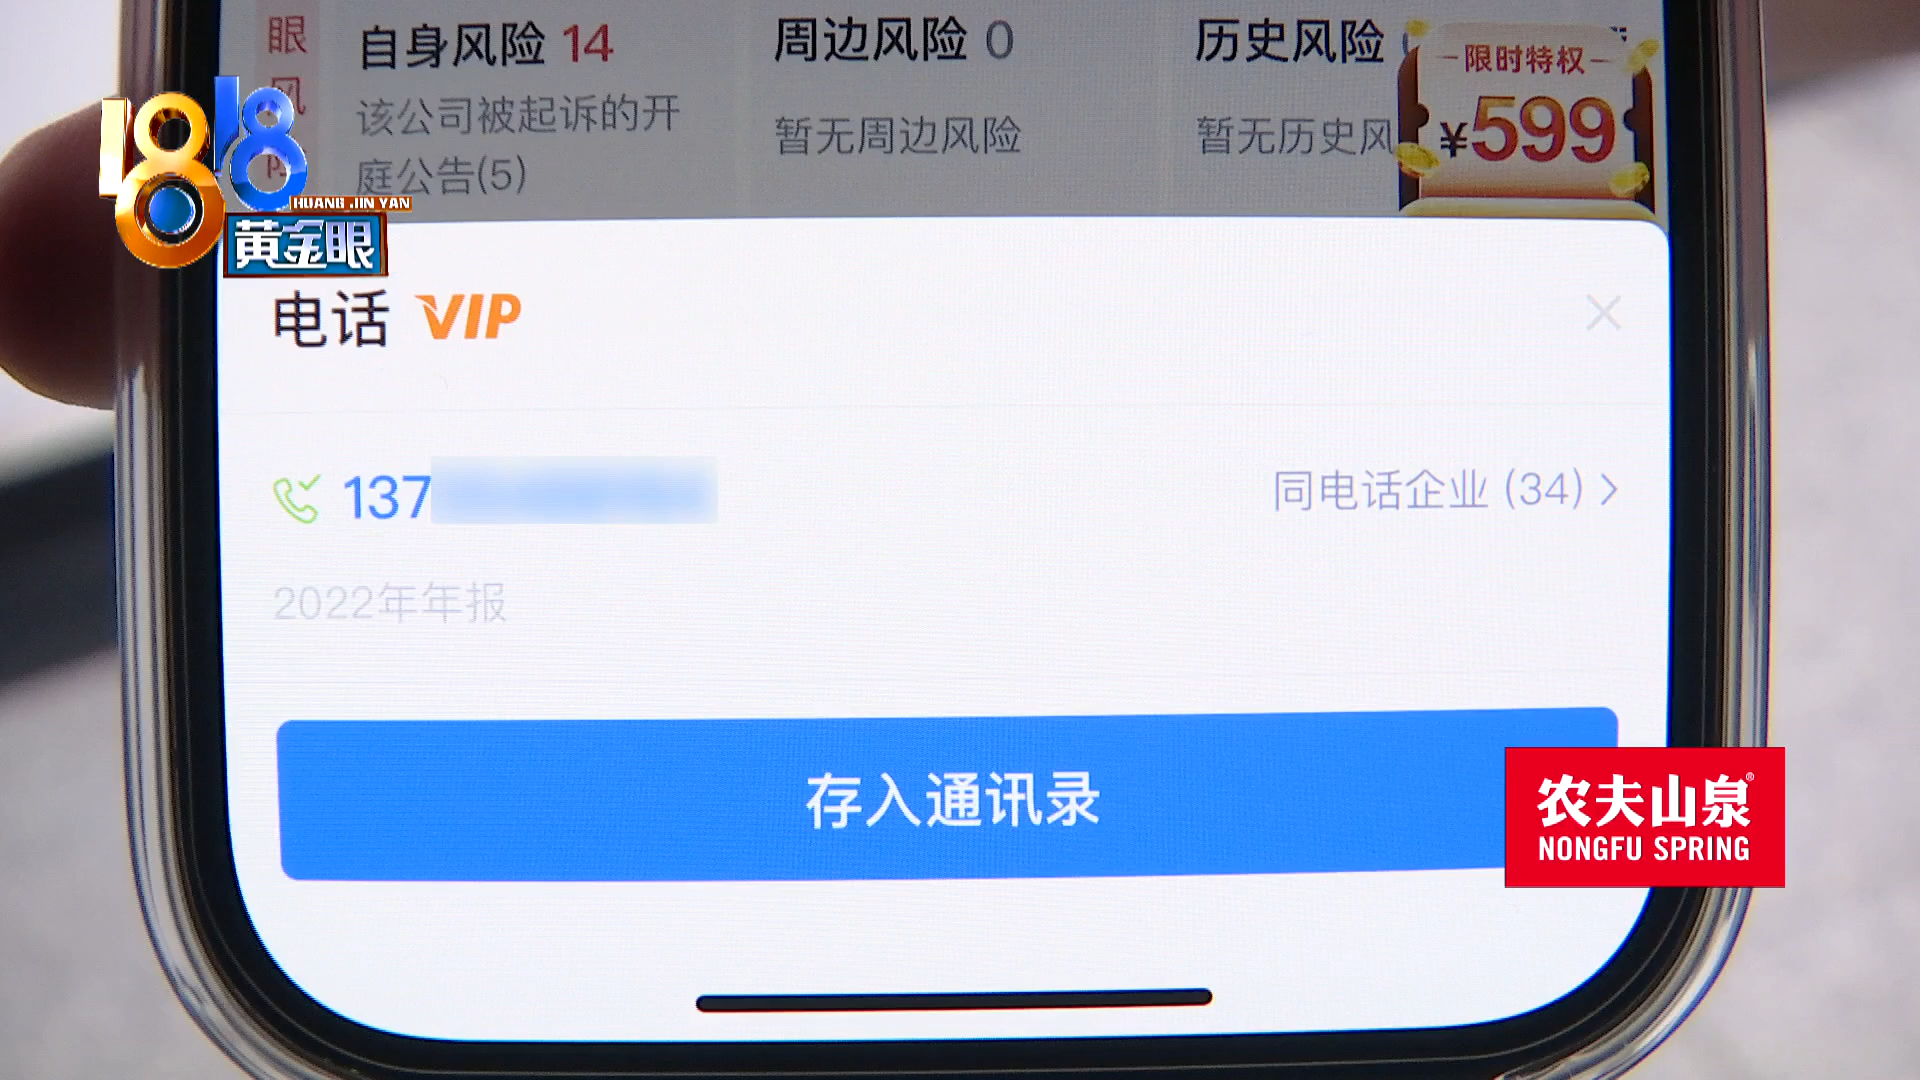 眼
风
自身风险 14
周边风险 0
历史风险
限时特权
¥599
该公司被起诉的开
庭公告(5)
暂无周边风险
暂无历史风
1818
HUANG JIN YAN
黄金眼
电话 VIP
137
同电话企业 (34)
2022年年报
存入通讯录
农夫山泉®
NONGFU SPRING